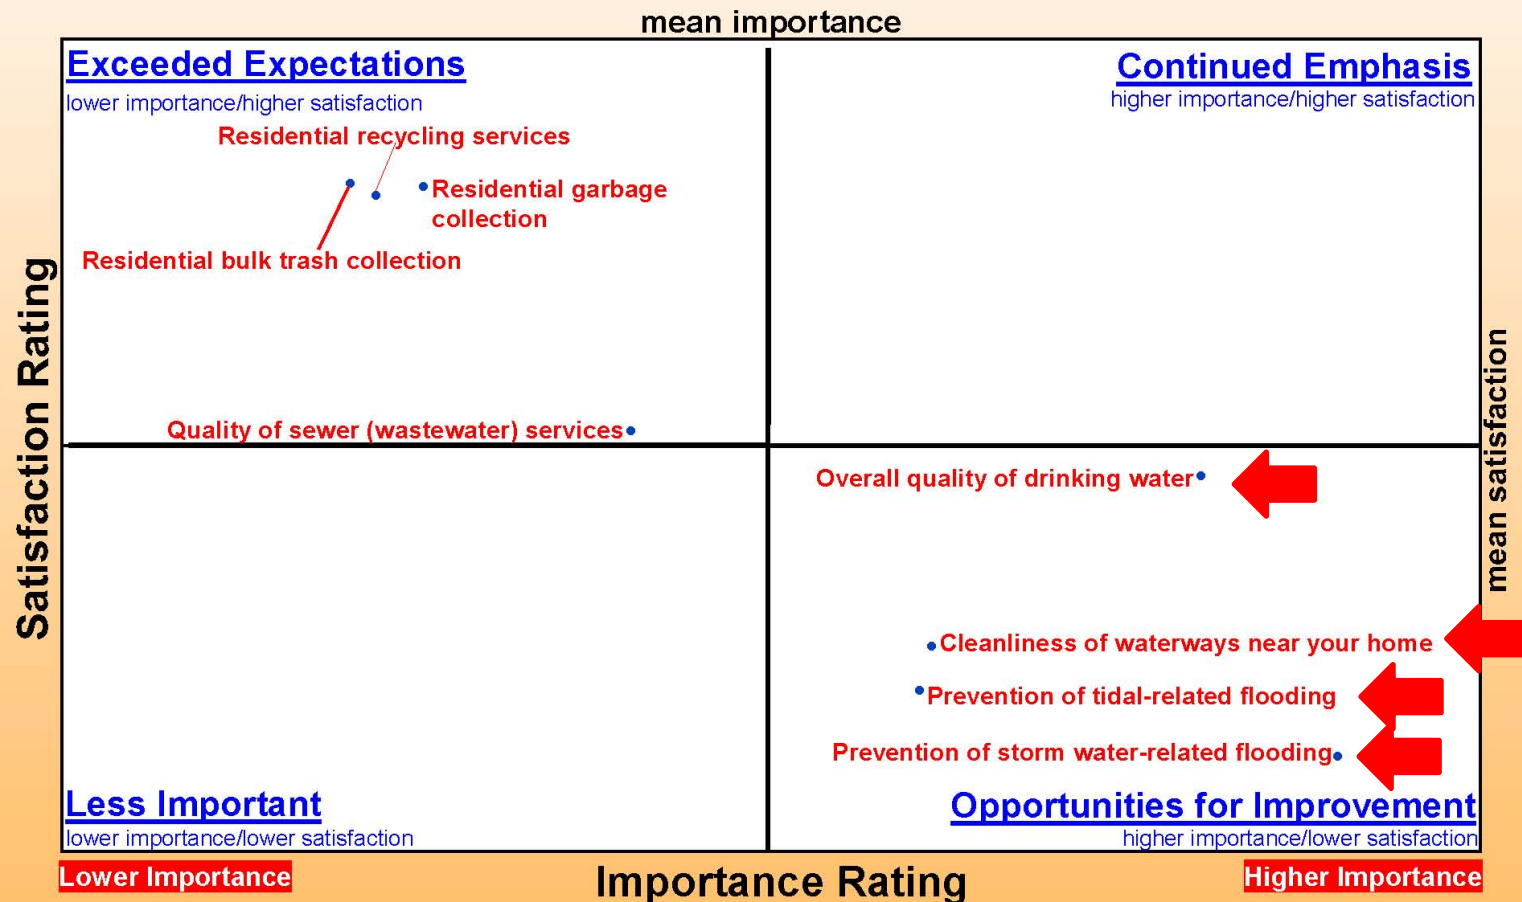 mean importance
Exceeded Expectations
lower importance/higher satisfaction
Continued Emphasis
higher importance/higher satisfaction
Residential recycling services
Residential garbage
collection
Residential bulk trash collection
Satisfaction Rating
mean satisfaction
Quality of sewer (wastewater) services
Overall quality of drinking water
Cleanliness of waterways near your home
Prevention of tidal-related flooding
Prevention of storm water-related flooding
Less Important
lower importance/lower satisfaction
Opportunities for Improvement
higher importance/lower satisfaction
Lower Importance
Importance Rating
Higher Importance